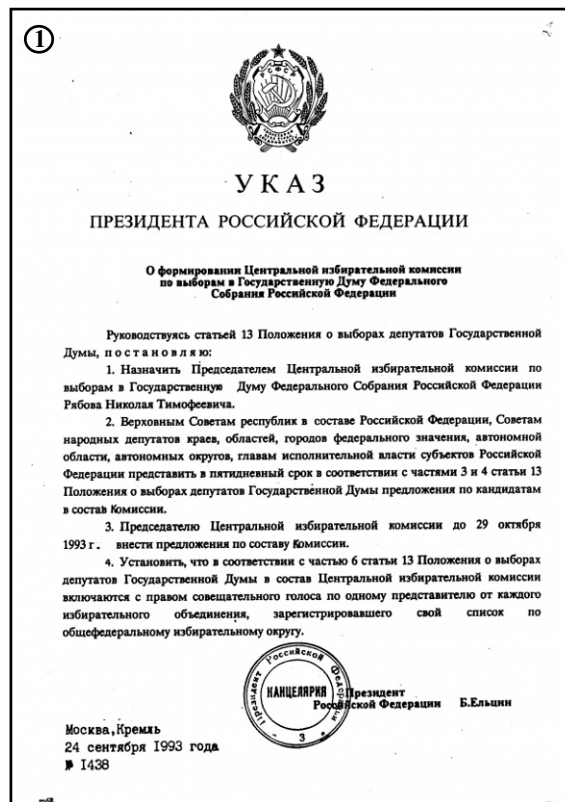 1
РСФСР
УКАЗ
ПРЕЗИДЕНТА РОССИЙСКОЙ ФЕДЕРАЦИИ
О формировании Центральной избирательной комиссии
по выборам в Государственную Думу Федерального
Собрания Российской Федерации
Руководствуясь статьей 13 Положения о выборах депутатов Государственной
Думы, постановляю:
1. Назначить Председателем Центральной избирательной комиссии по
выборам в Государственную Думу Федерального Собрания Российской Федерации
Рябова Николая Тимофеевича.
2. Верховным Советам республик в составе Российской Федерации, Советам
народных депутатов краев, областей, городов федерального значения, автономной
области, автономных округов, главам исполнительной власти субъектов Российской
Федерации представить в пятидневный срок в соответствии с частями 3 и 4 статьи 13
Положения о выборах депутатов Государственной Думы предложения по кандидатам
в состав Комиссии.
3. Председателю Центральной избирательной комиссии до 29 октября
1993 г. внести предложения по составу Комиссии.
4. Установить, что в соответствии с частью 6 статьи 13 Положения о выборах
депутатов Государственной Думы в состав Центральной избирательной комиссии
включаются с правом совещательного голоса по одному представителю от каждого
избирательного объединения, зарегистрировавшего свой список по
общефедеральному избирательному округу.
Президент Российской Федерации
КАНЦЕЛЯРИЯ
3
Президент
Российской Федерации Б.Ельцин
Москва,Кремль
24 сентября 1993 года
№ 1438